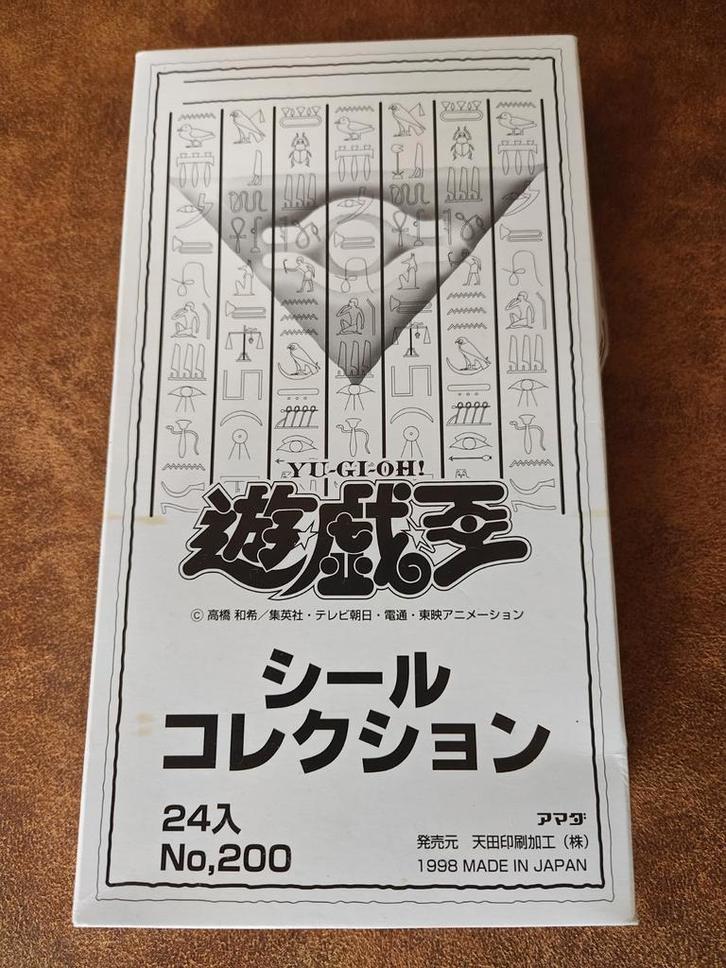 YU-GI-OH!
遊戯王
© 高橋 和希／集英社・テレビ朝日・電通・東映アニメーション
シール
コレクション
24入
No,200
アマダ
発売元 天田印刷加工（株）
1998 MADE IN JAPAN